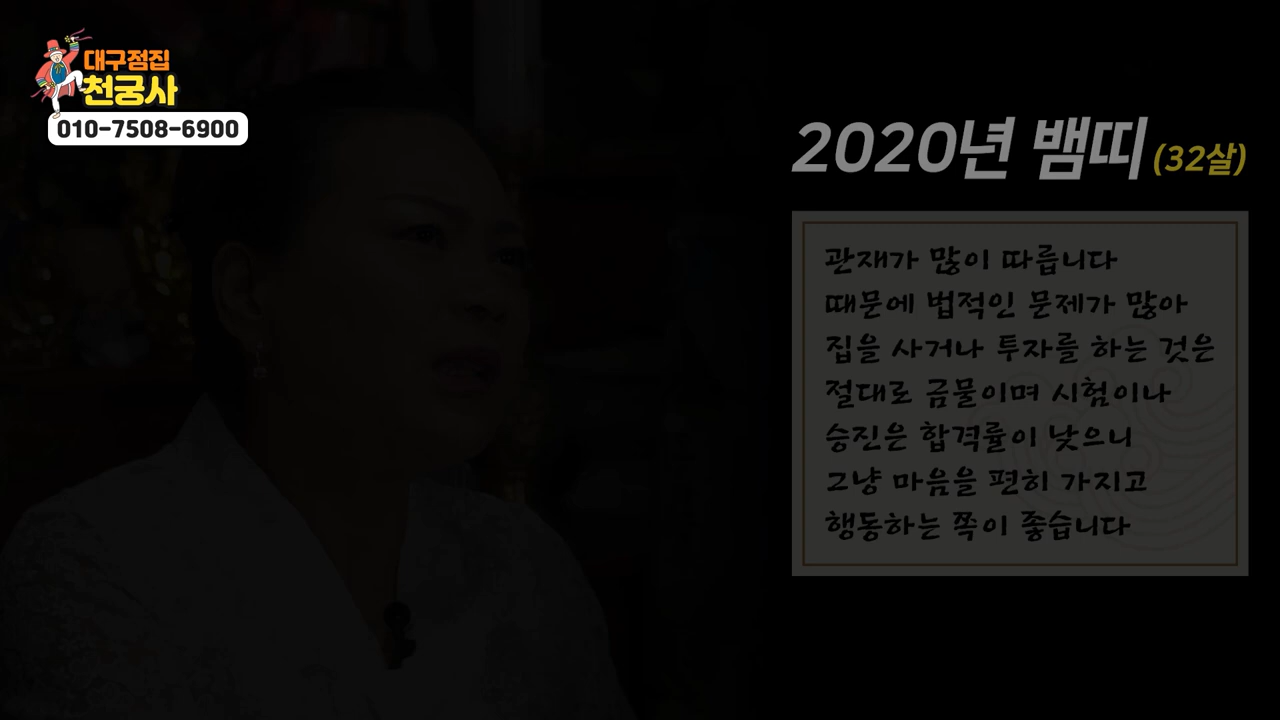 대구점집
천궁사
010-7508-6900
2020년 뱀띠 (32살)
관재가 많이 따릅니다
때문에 법적인 문제가 많아
집을 사거나 투자를 하는 것은
절대로 금물이며 시험이나
승진은 합격률이 낮으니
그냥 마음을 편히 가지고
행동하는 쪽이 좋습니다